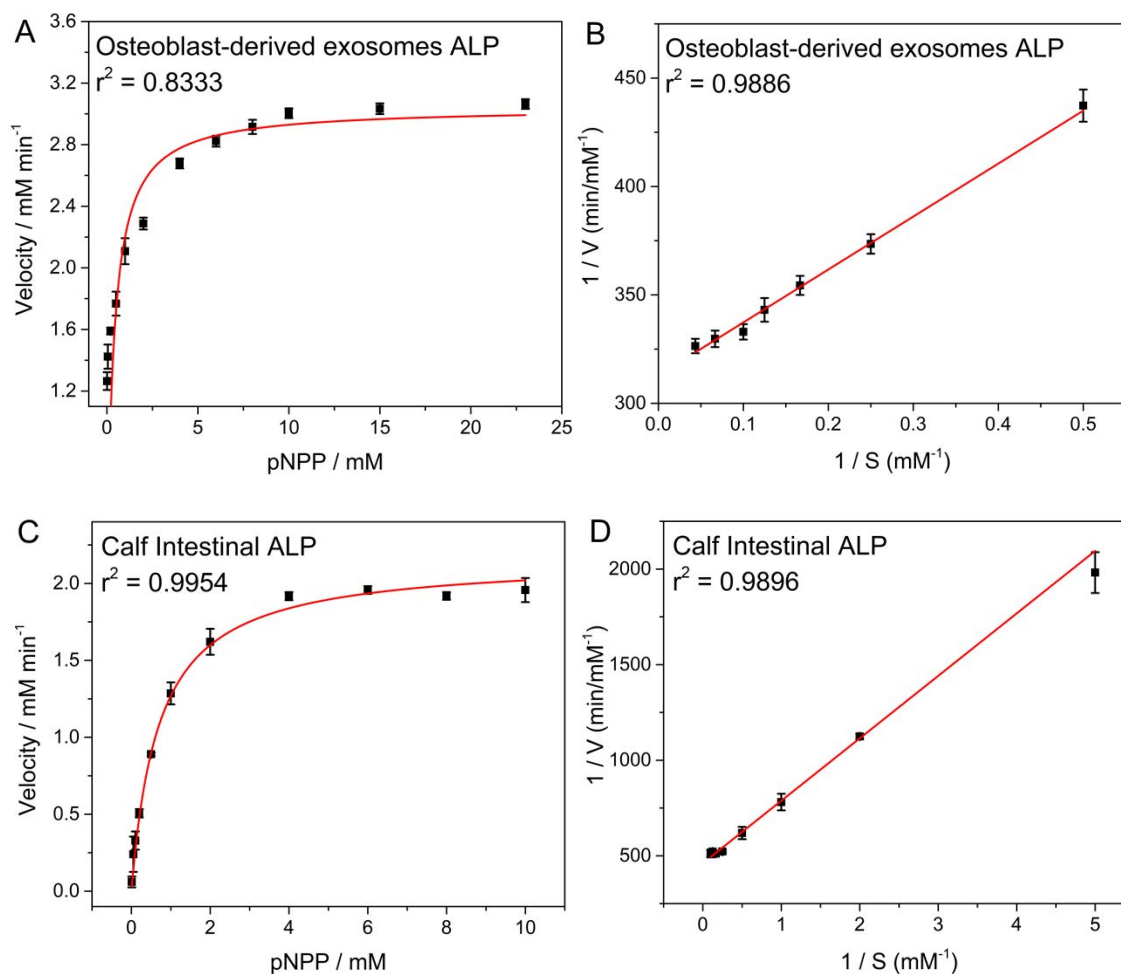 A
Osteoblast-derived exosomes ALP
r² = 0.8333
Velocity / mM min⁻¹
3.6
3.0
2.4
1.8
1.2
0 5 10 15 20 25
pNPP / mM
B
Osteoblast-derived exosomes ALP
r² = 0.9886
1 / V (min/mM⁻¹)
450
400
350
300
0.0 0.1 0.2 0.3 0.4 0.5
1 / S (mM⁻¹)
C
Calf Intestinal ALP
r² = 0.9954
Velocity / mM min⁻¹
2.0
1.5
1.0
0.5
0.0
0 2 4 6 8 10
pNPP / mM
D
Calf Intestinal ALP
r² = 0.9896
1 / V (min/mM⁻¹)
2000
1500
1000
500
0 1 2 3 4 5
1 / S (mM⁻¹)